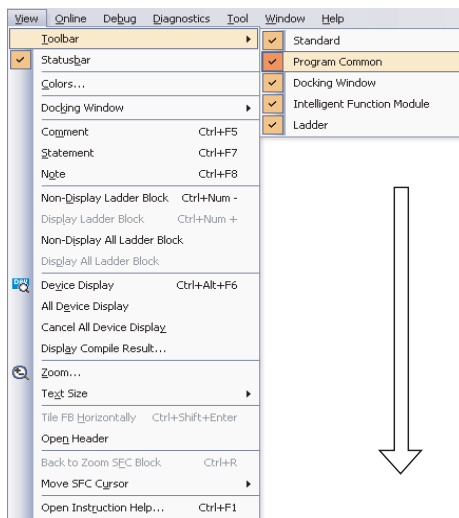 View Online Debug Diagnostics Tool Window Help
Toolbar
Statusbar
Colors...
Docking Window
Comment Ctrl+F5
Statement Ctrl+F7
Note Ctrl+F8
Non-Display Ladder Block Ctrl+Num -
Display Ladder Block Ctrl+Num +
Non-Display All Ladder Block
Display All Ladder Block
Device Display Ctrl+Alt+F6
All Device Display
Cancel All Device Display
Display Compile Result...
Zoom...
Text Size
Tile FB Horizontally Ctrl+Shift+Enter
Open Header
Back to Zoom SFC Block Ctrl+R
Move SFC Cursor
Open Instruction Help... Ctrl+F1
Standard
Program Common
Docking Window
Intelligent Function Module
Ladder